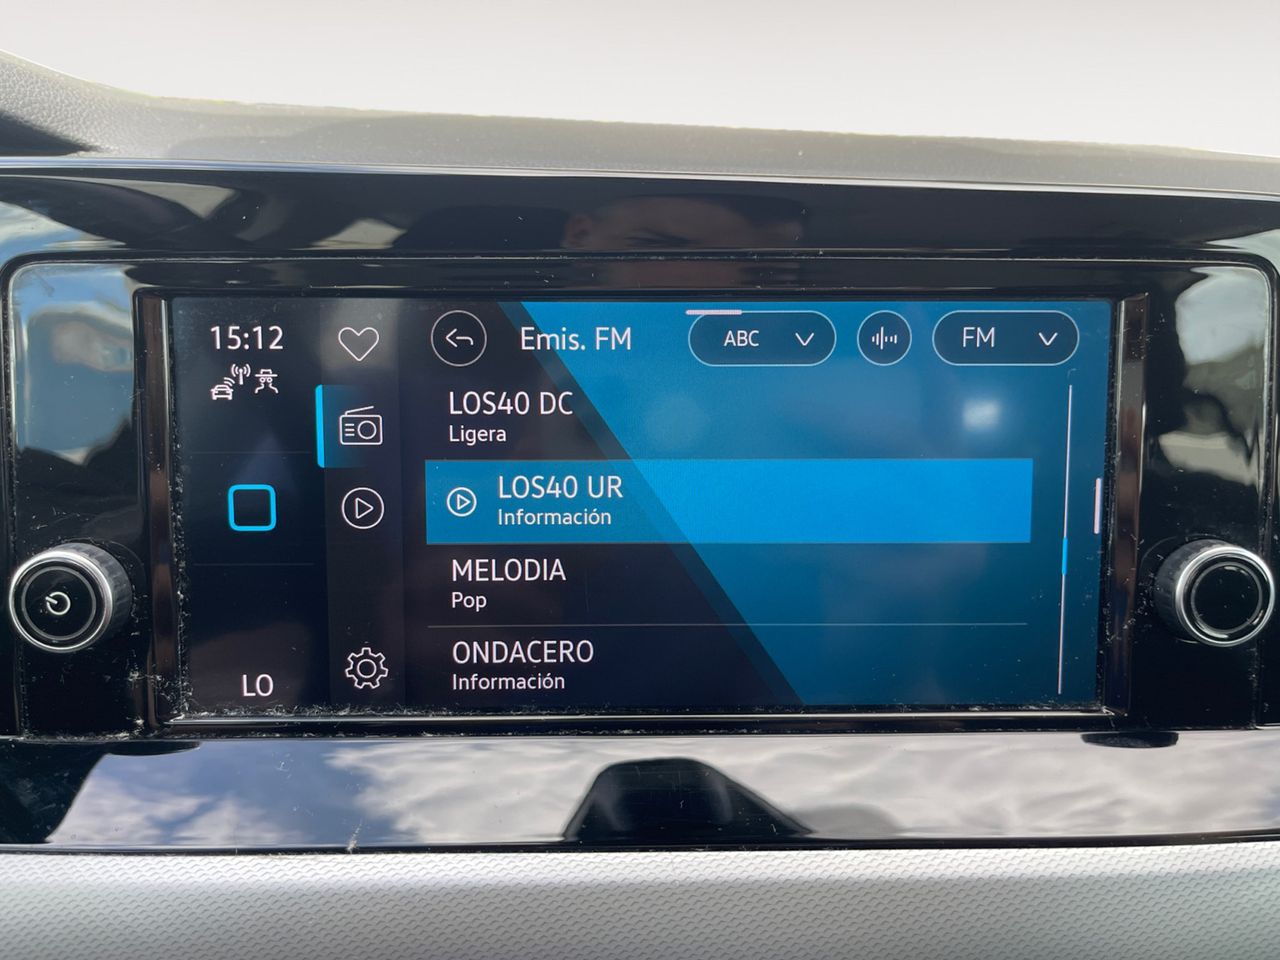 15:12
Emis. FM
ABC
FM
LOS40 DC
Ligera
LOS40 UR
Información
MELODIA
Pop
ONDACERO
Información
LO